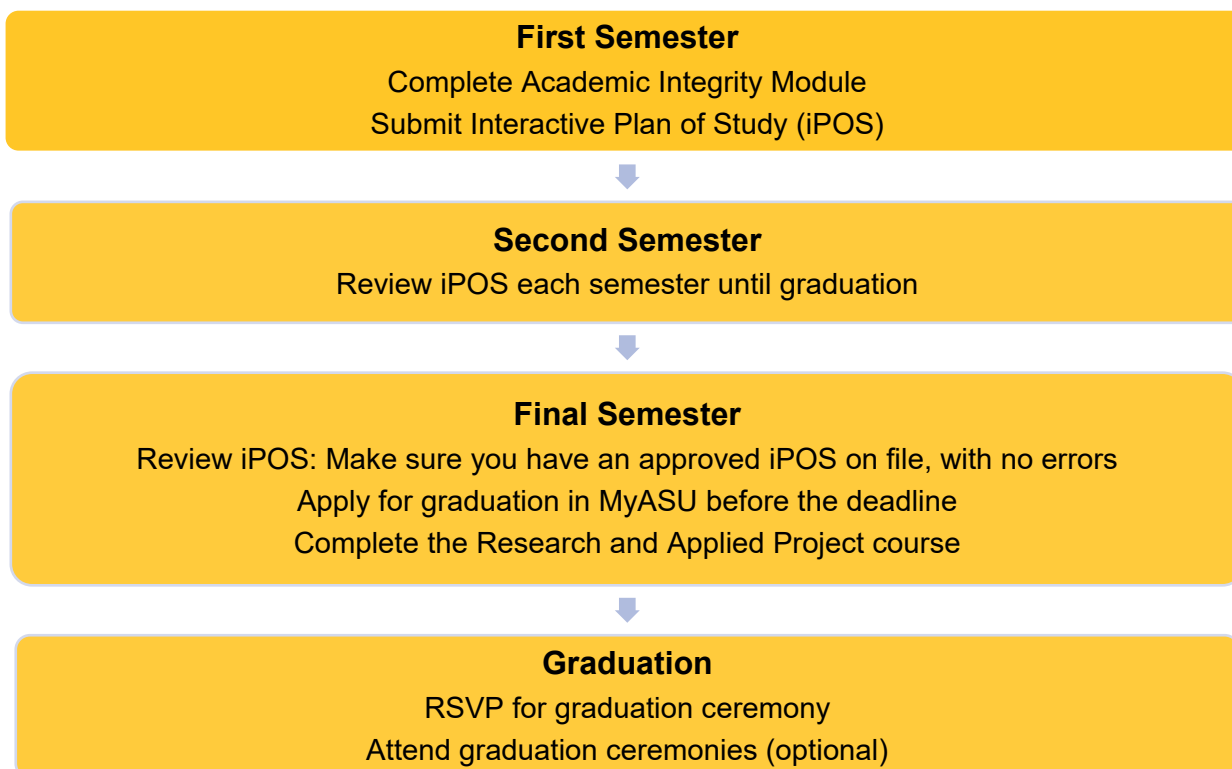 First Semester
Complete Academic Integrity Module
Submit Interactive Plan of Study (iPOS)
Second Semester
Review iPOS each semester until graduation
Final Semester
Review iPOS: Make sure you have an approved iPOS on file, with no errors
Apply for graduation in MyASU before the deadline
Complete the Research and Applied Project course
Graduation
RSVP for graduation ceremony
Attend graduation ceremonies (optional)